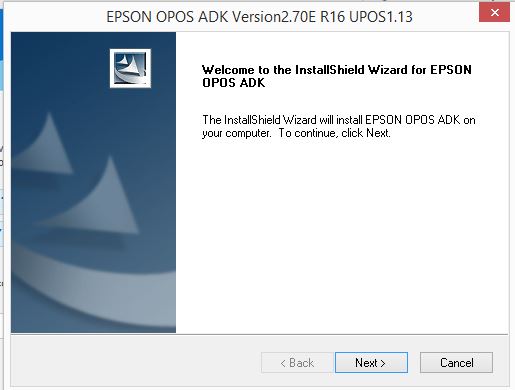 EPSON OPOS ADK Version2.70E R16 UPOS1.13
Welcome to the InstallShield Wizard for EPSON
OPOS ADK
The InstallShield Wizard will install EPSON OPOS ADK on
your computer. To continue, click Next.
< Back
Next >
Cancel